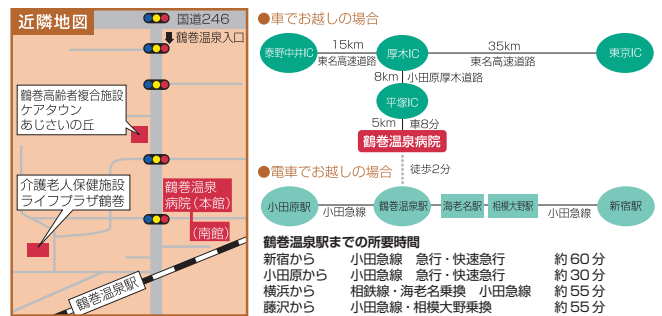 近隣地図
国道246
鶴巻温泉入口
鶴巻高齢者複合施設
ケアタウン
あじさいの丘
介護老人保健施設
ライフプラザ鶴巻
鶴巻温泉
病院(本館)
(南館)
鶴巻温泉駅
●車でお越しの場合
秦野中井IC
15km
東名高速道路
厚木IC
35km
東名高速道路
東京IC
8km 小田原厚木道路
平塚IC
5km 車8分
鶴巻温泉病院
徒歩2分
●電車でお越しの場合
小田原駅
小田急線
鶴巻温泉駅
海老名駅
相模大野駅
小田急線
新宿駅
鶴巻温泉駅までの所要時間
新宿から 小田急線 急行・快速急行 約60分
小田原から 小田急線 急行・快速急行 約30分
横浜から 相鉄線・海老名乗換 小田急線 約55分
藤沢から 小田急線・相模大野乗換 約55分